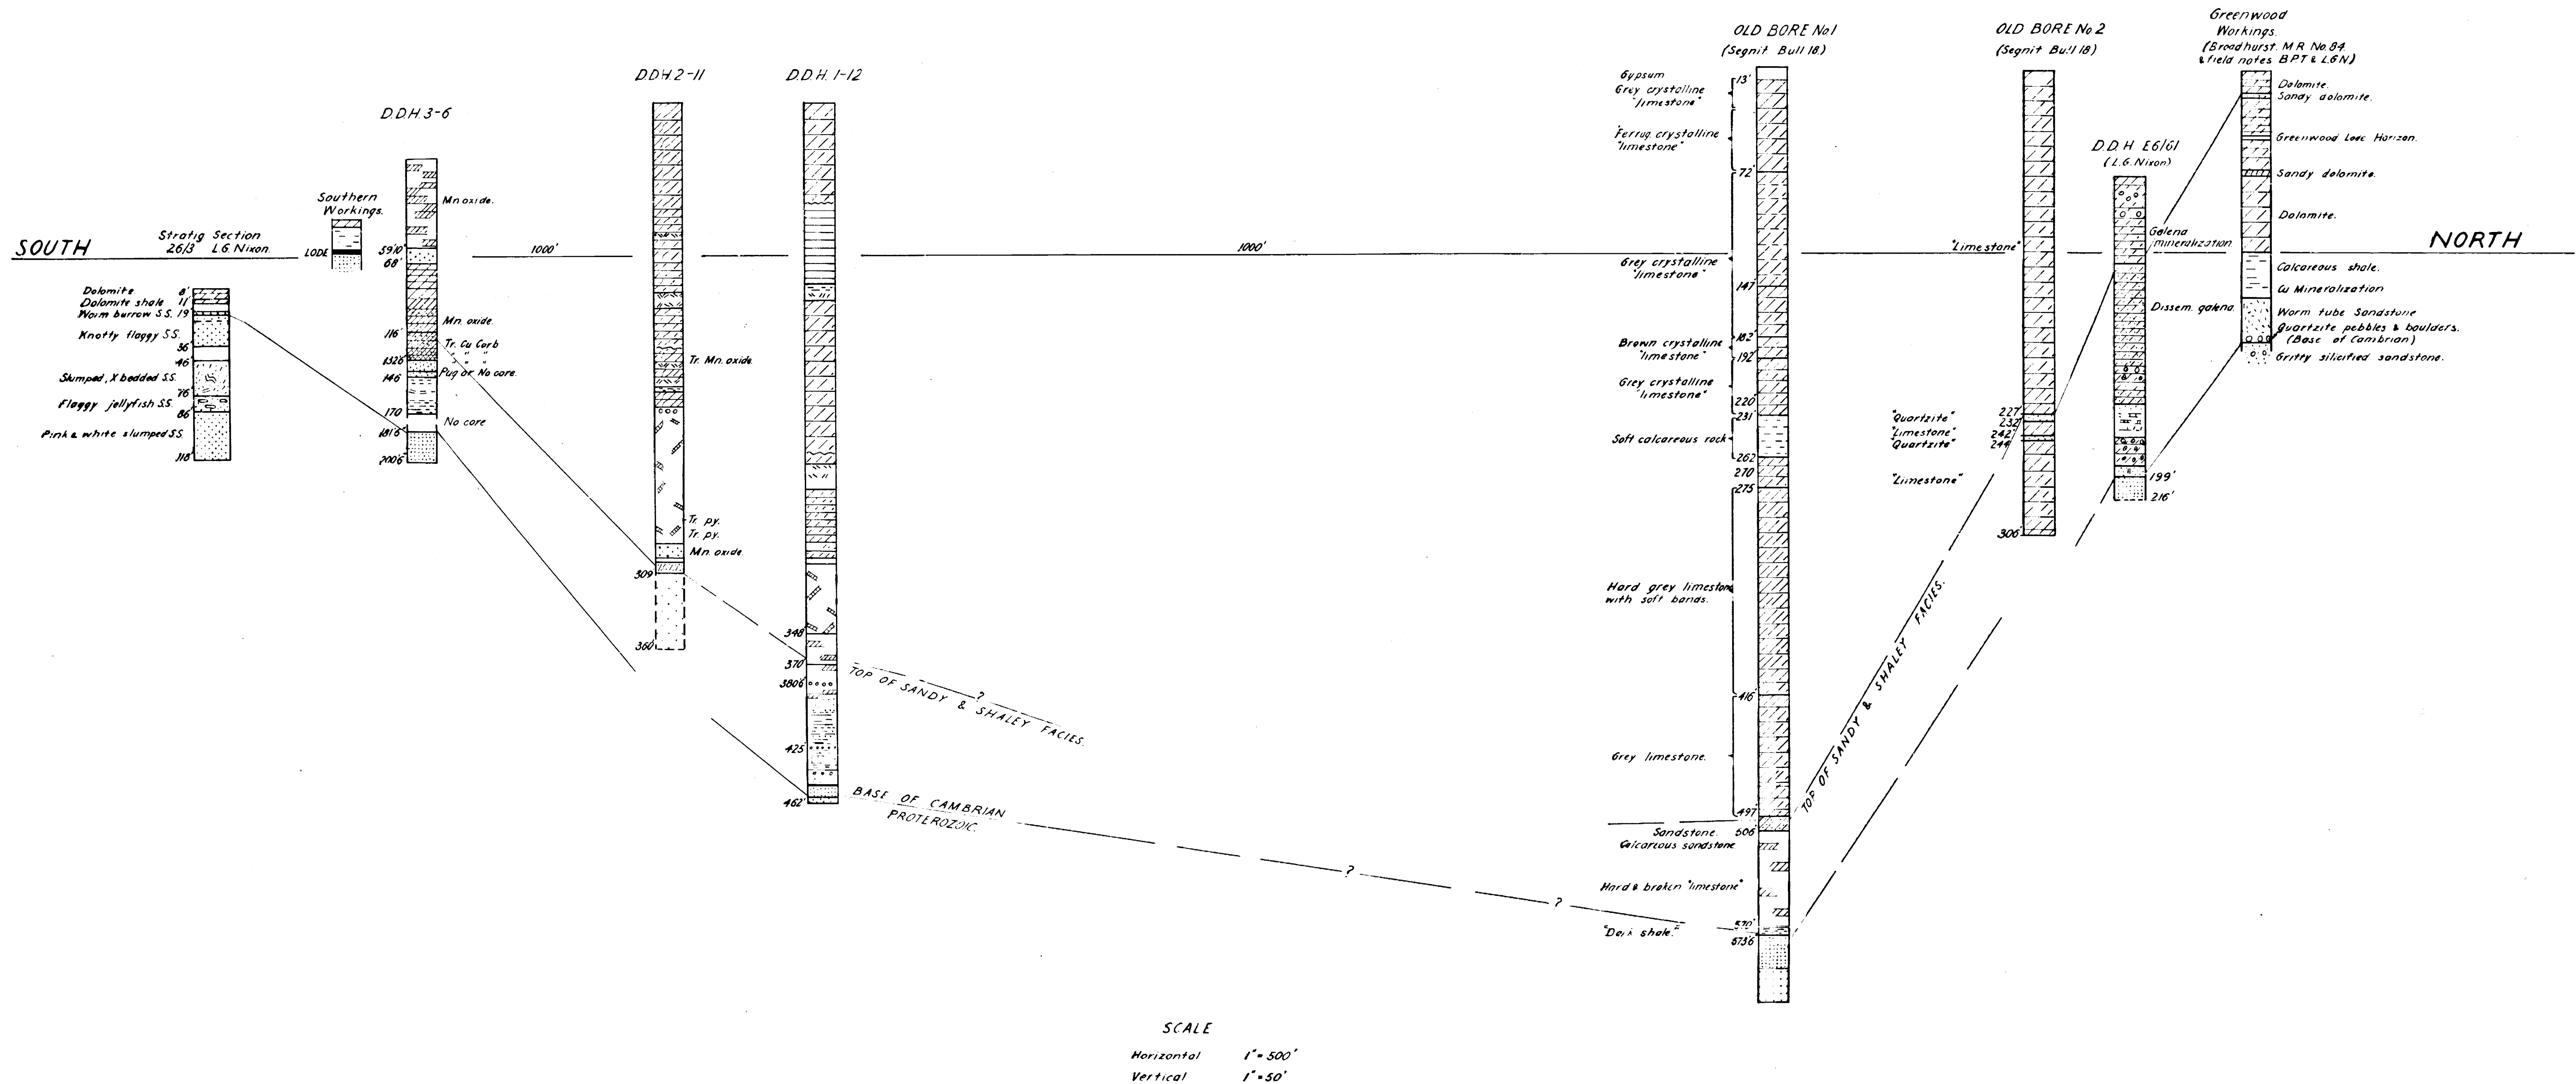 SOUTH
Stratig Section
26/3 L.G. Nixon.
Dolomite 8'
Dolomite shale 11'
Worm burrow S.S. 19'
Knotty flaggy S.S.
36'
46'
Slumped, X bedded S.S.
76'
Flaggy jellyfish S.S.
86'
Pink & white slumped S.S.
118'
Southern
Workings.
LODE
D.D.H. 3-6
Mn oxide.
59'10"
68'
Mn. oxide.
116'
Tr. Cu Carb
" " "
132'6"
Pug or No core.
146'
170'
No core
181'6"
200'6"
1000'
D.D.H. 2-11
Tr. Mn. oxide.
Tr. py.
Tr. py.
Mn. oxide.
309'
360'
D.D.H. 1-12
348'
370'
380'6"
425'
462'
?
TOP OF SANDY & SHALEY FACIES.
BASE OF CAMBRIAN
PROTEROZOIC.
1000'
?
?
OLD BORE No.1
(Segnit Bull 18)
Gypsum
13'
Grey crystalline
"limestone"
Ferrug. crystalline
"limestone"
72'
Grey crystalline
"limestone"
147'
182'
Brown crystalline
"limestone"
192'
Grey crystalline
"limestone"
220'
231'
Soft calcareous rock
262'
270'
275'
Hard grey limestone
with soft bands.
416'
Grey limestone.
497'
Sandstone. 506'
Calcareous sandstone
Hard & broken "limestone"
570'
"Dark shale."
573'6"
TOP OF SANDY & SHALEY FACIES.
OLD BORE No 2
(Segnit Bull 18)
"Limestone"
"Quartzite"
227'
232'
"Limestone"
242'
"Quartzite"
244'
"Limestone"
306'
D.D.H E6/61
(L.G. Nixon)
Galena
mineralization.
Dissem. galena.
199'
216'
Greenwood
Workings.
(Broadhurst. M R No. 84.
& field notes BPT & L.G N)
Dolomite.
Sandy dolomite.
Greenwood Lode Horizon.
Sandy dolomite.
Dolomite.
NORTH
Calcareous shale.
Cu Mineralization
Worm tube Sandstone
Quartzite pebbles & boulders.
(Base of Cambrian)
Gritty silicified sandstone.
SCALE
Horizontal 1" = 500'
Vertical 1" = 50'